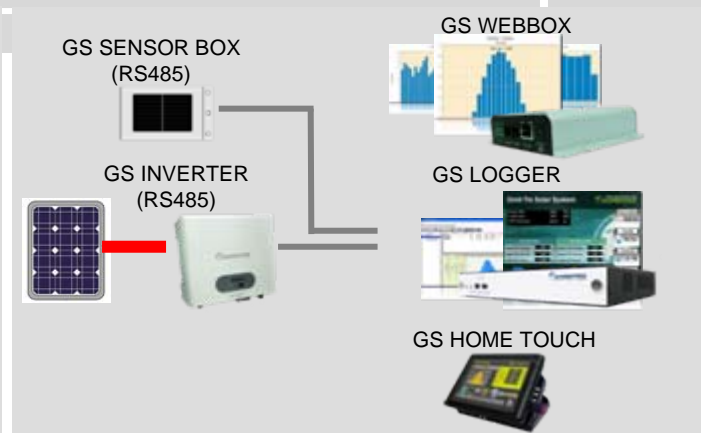 GS WEBBOX
GS SENSOR BOX
(RS485)
GS INVERTER
(RS485)
GS LOGGER
GS HOME TOUCH